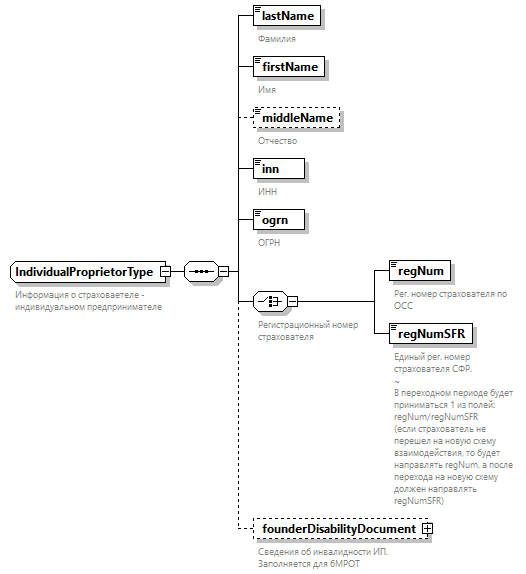 lastName
Фамилия
firstName
Имя
middleName
Отчество
inn
ИНН
ogrn
ОГРН
IndividualProprietorType
Информация о страхователе -
индивидуальном предпринимателе
Регистрационный номер
страхователя
regNum
Рег. номер страхователя по
ОСС
regNumSFR
Единый рег. номер
страхователя СФР.
~
В переходном периоде будет
приниматься 1 из полей:
regNum/regNumSFR
(если страхователь не
перешел на новую схему
взаимодействия, то будет
направлять regNum, а после
перехода на новую схему
должен направлять
regNumSFR)
founderDisabilityDocument
Сведения об инвалидности ИП.
Заполняется для 6МРОТ